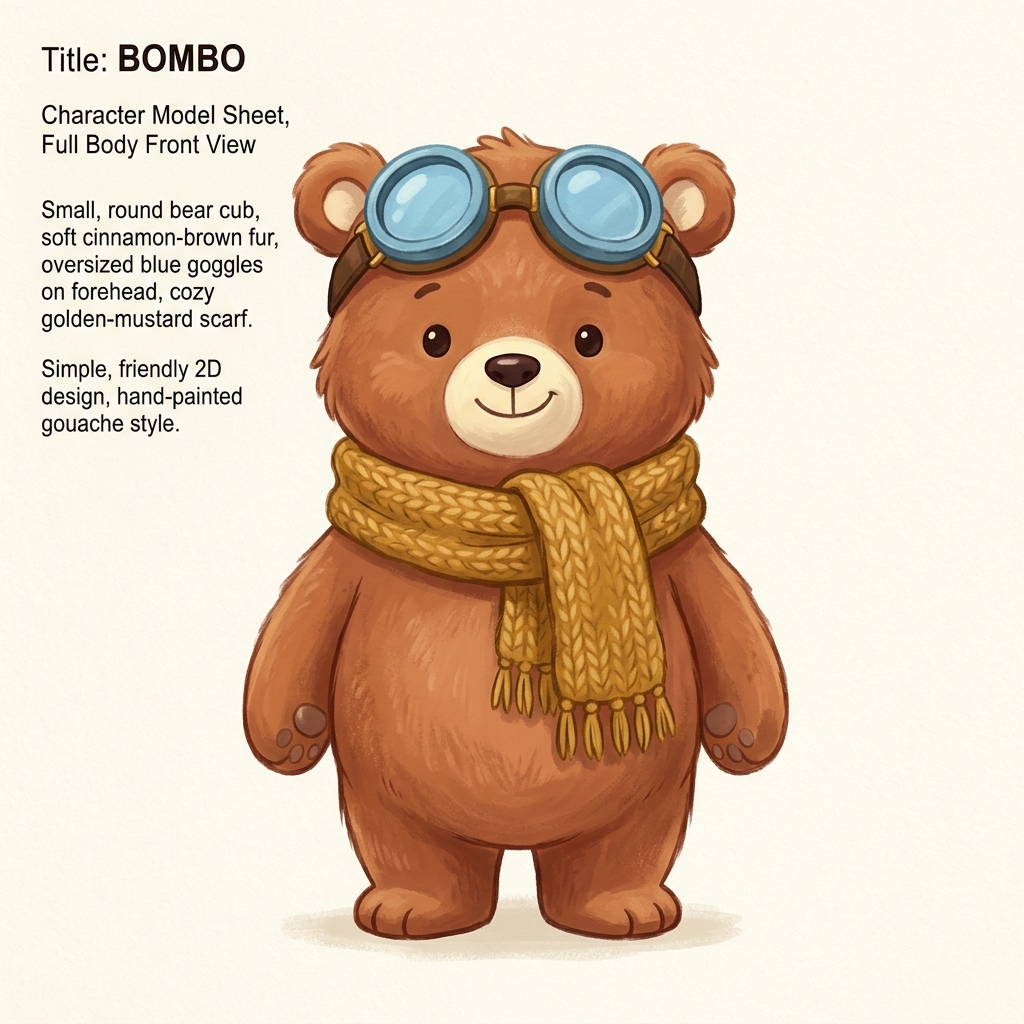 Title: BOMBO
Character Model Sheet,
Full Body Front View
Small, round bear cub,
soft cinnamon-brown fur,
oversized blue goggles
on forehead, cozy
golden-mustard scarf.
Simple, friendly 2D
design, hand-painted
gouache style.